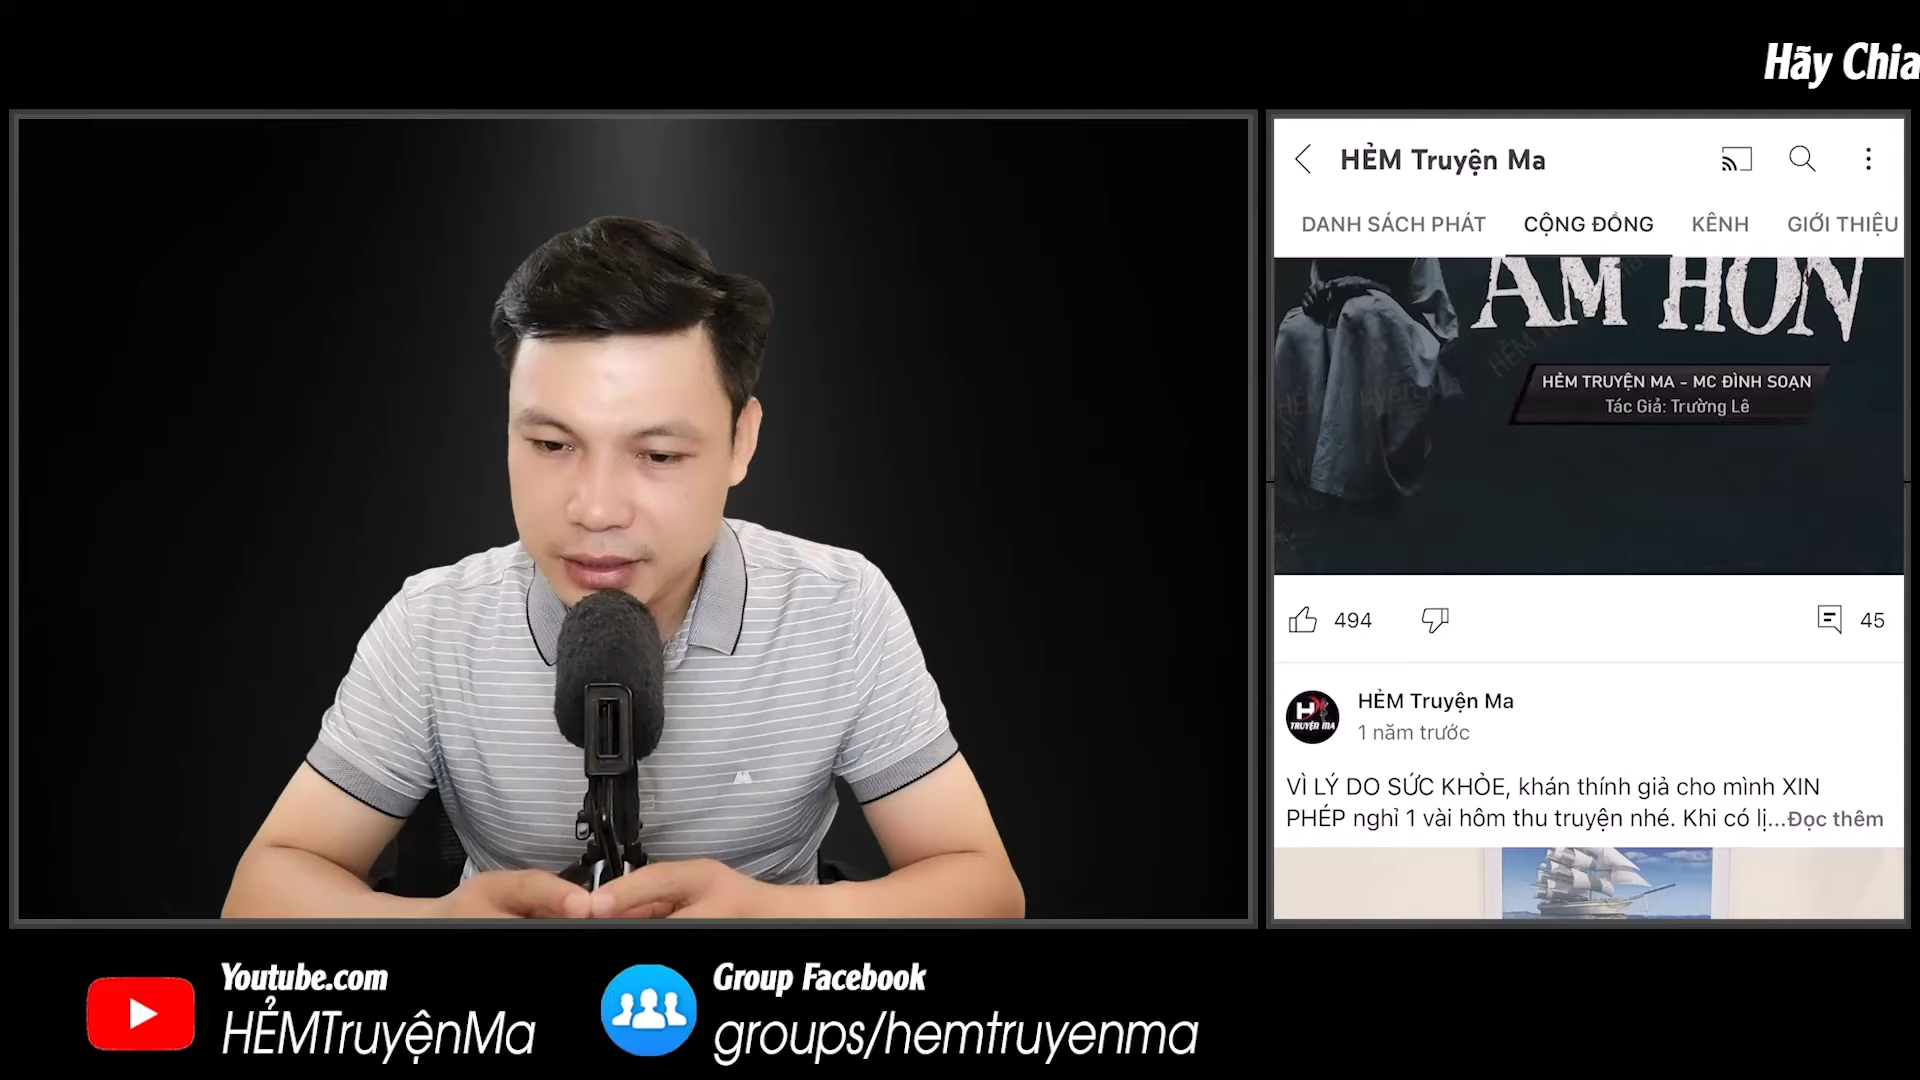 Hãy Chia
HẺM Truyện Ma
DANH SÁCH PHÁT CỘNG ĐỒNG KÊNH GIỚI THIỆU
ÂM HỒN
HẺM TRUYỆN MA - MC ĐÌNH SOẠN
Tác Giả: Trường Lê
494 45
HẺM Truyện Ma
1 năm trước
VÌ LÝ DO SỨC KHỎE, khán thính giả cho mình XIN
PHÉP nghỉ 1 vài hôm thu truyện nhé. Khi có lị...Đọc thêm
H
TRUYỆN MA
Youtube.com
HẺMTruyệnMa
Group Facebook
groups/hemtruyenma